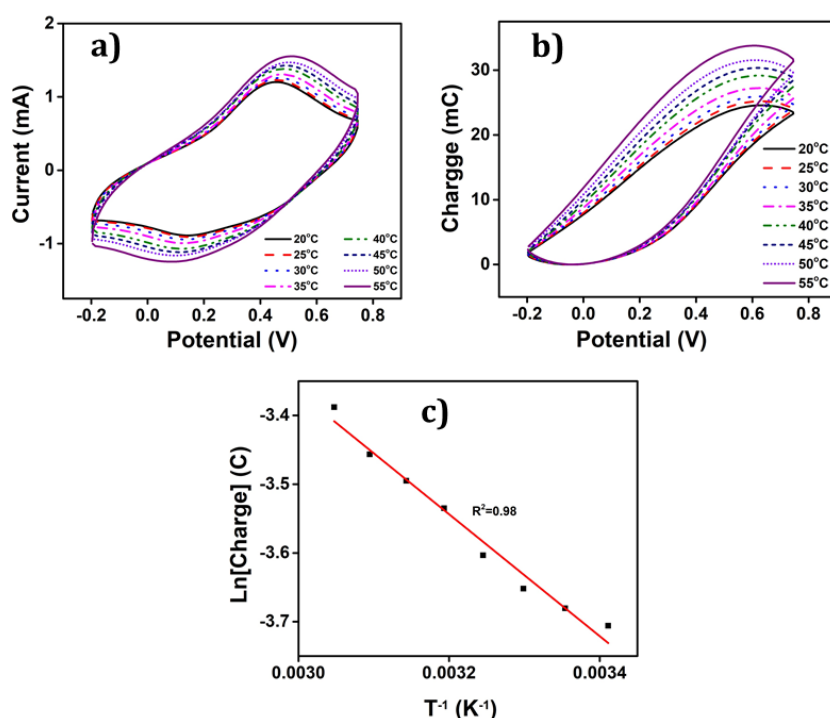 a)
Current (mA)
2
1
0
-1
-0.2 0.0 0.2 0.4 0.6 0.8
Potential (V)
20°C 40°C
25°C 45°C
30°C 50°C
35°C 55°C
b)
Chargge (mC)
30
20
10
0
-0.2 0.0 0.2 0.4 0.6 0.8
Potential (V)
20°C
25°C
30°C
35°C
40°C
45°C
50°C
55°C
c)
Ln[Charge] (C)
-3.4
-3.5
-3.6
-3.7
R²=0.98
0.0030 0.0032 0.0034
T⁻¹ (K⁻¹)